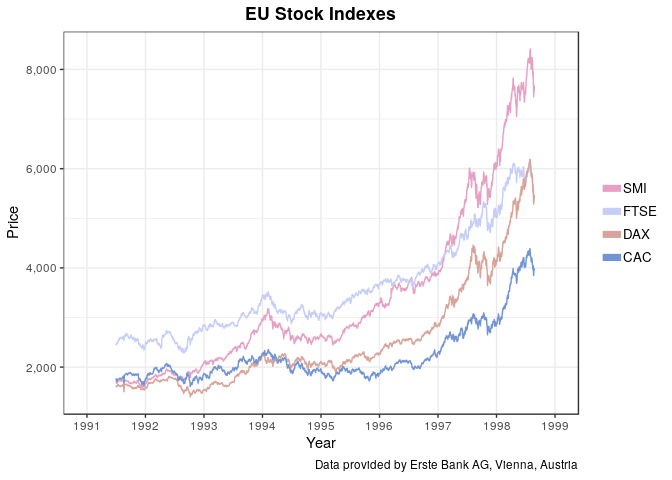 EU Stock Indexes
Price
8,000
6,000
4,000
2,000
1991 1992 1993 1994 1995 1996 1997 1998 1999
Year
SMI
FTSE
DAX
CAC
Data provided by Erste Bank AG, Vienna, Austria